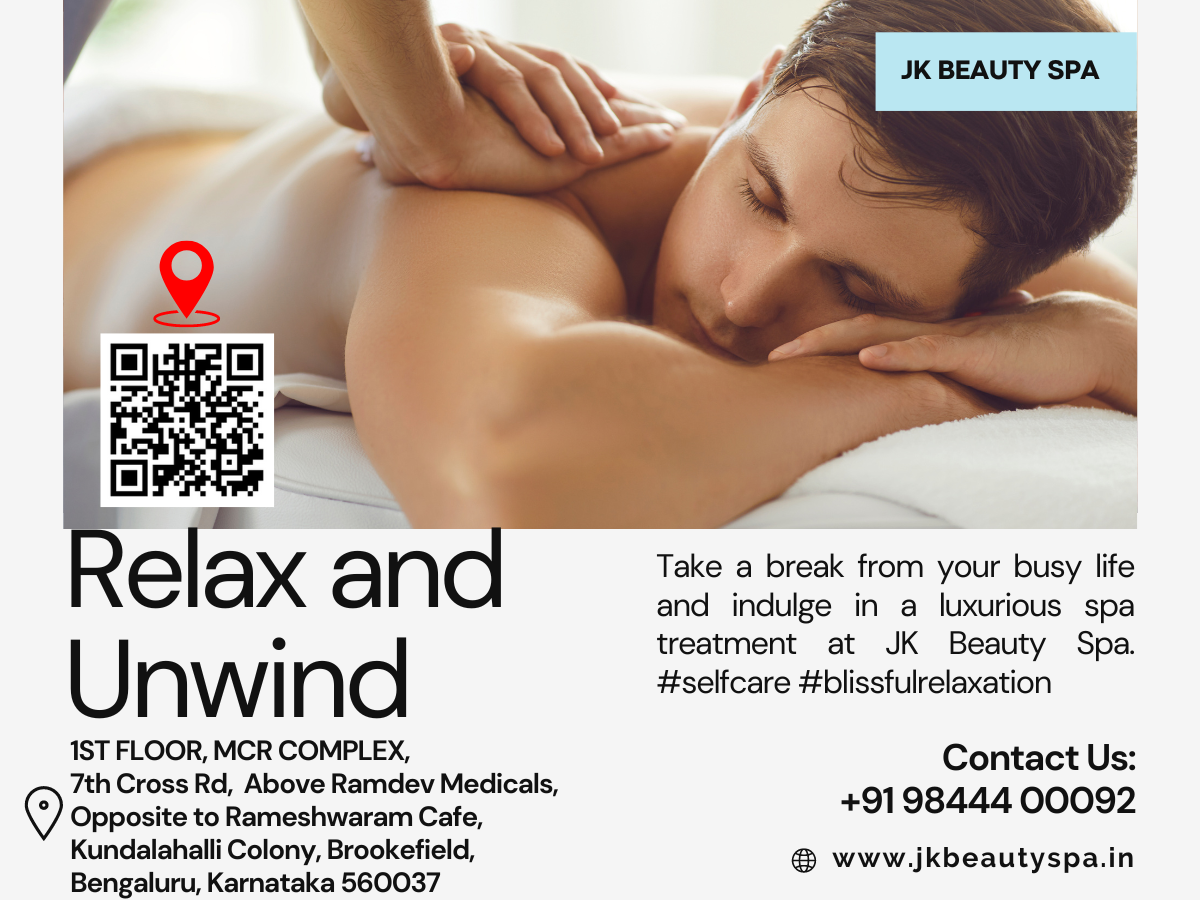 JK BEAUTY SPA
Relax and
Unwind
1ST FLOOR, MCR COMPLEX,
7th Cross Rd, Above Ramdev Medicals,
Opposite to Rameshwaram Cafe,
Kundalahalli Colony, Brookefield,
Bengaluru, Karnataka 560037
Take a break from your busy life
and indulge in a luxurious spa
treatment at JK Beauty Spa.
#selfcare #blissfulrelaxation
Contact Us:
+91 98444 00092
www.jkbeautyspa.in